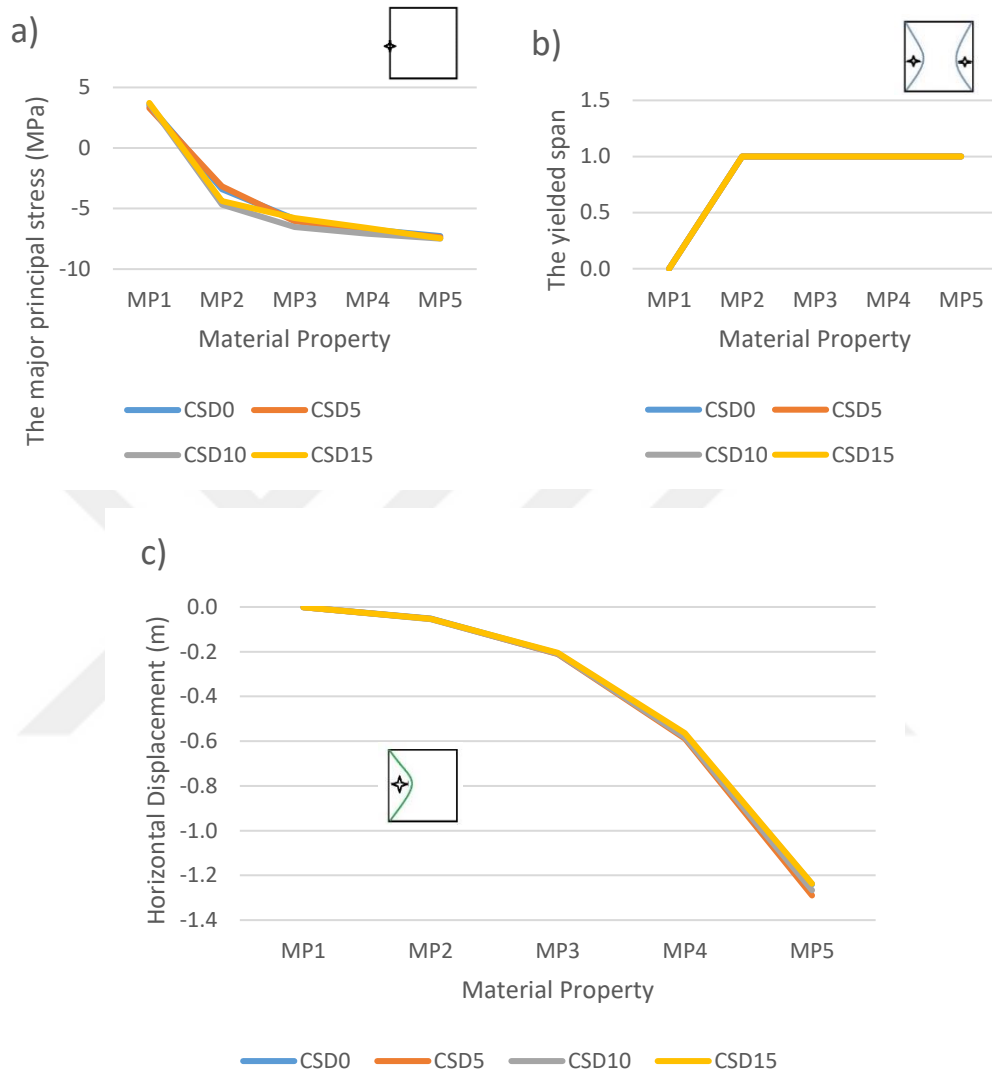 a)
The major principal stress (MPa)
5
0
-5
-10
MP1 MP2 MP3 MP4 MP5
Material Property
CSD0 CSD5
CSD10 CSD15
b)
The yielded span
1.5
1.0
0.5
0.0
MP1 MP2 MP3 MP4 MP5
Material Property
CSD0 CSD5
CSD10 CSD15
c)
Horizontal Displacement (m)
0.0
-0.2
-0.4
-0.6
-0.8
-1.0
-1.2
-1.4
MP1 MP2 MP3 MP4 MP5
Material Property
CSD0 CSD5 CSD10 CSD15